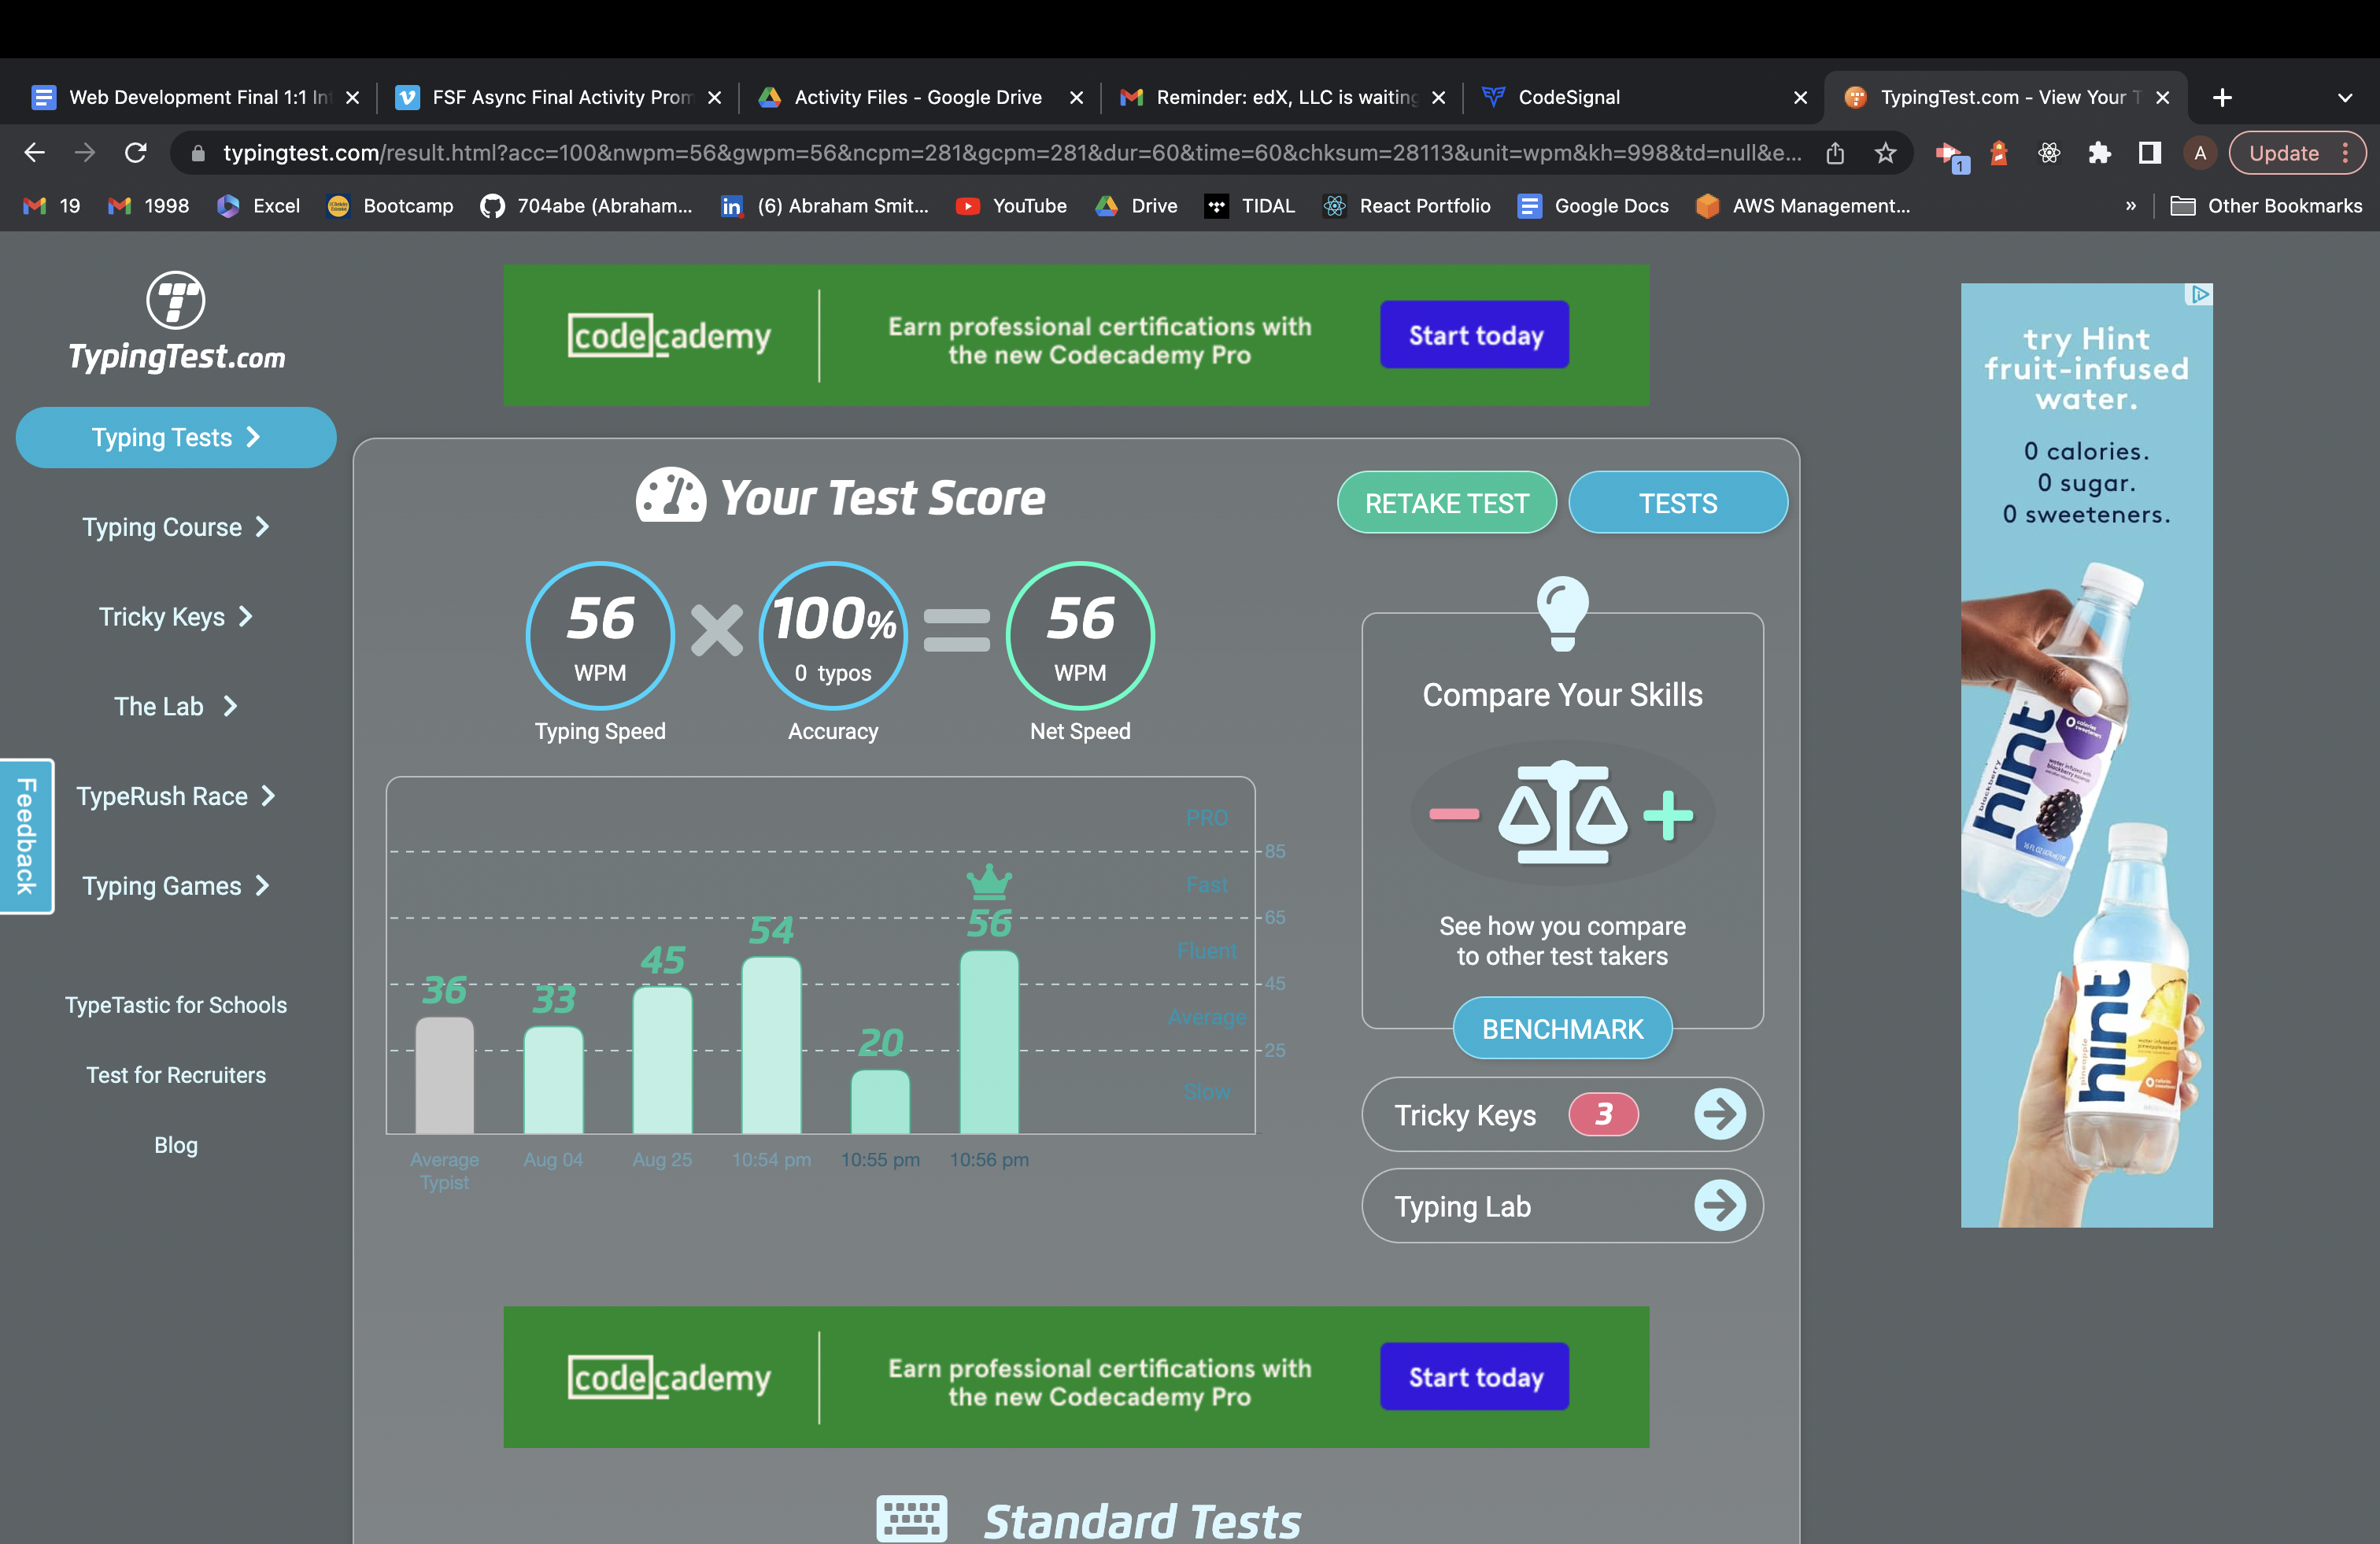 Web Development Final 1:1 Int
FSF Async Final Activity Prom
Activity Files - Google Drive
Reminder: edX, LLC is waiting
CodeSignal
TypingTest.com - View Your T
typingtest.com/result.html?acc=100&nwpm=56&gwpm=56&ncpm=281&gcpm=281&dur=60&time=60&chksum=28113&unit=wpm&kh=998&td=null&e...
1
A
Update
19
1998
Excel
Bootcamp
704abe (Abraham...
(6) Abraham Smit...
YouTube
Drive
TIDAL
React Portfolio
Google Docs
AWS Management...
»
Other Bookmarks
TypingTest.com
Typing Tests
Typing Course
Tricky Keys
The Lab
TypeRush Race
Typing Games
Feedback
TypeTastic for Schools
Test for Recruiters
Blog
codecademy
Earn professional certifications with
the new Codecademy Pro
Start today
Your Test Score
RETAKE TEST
TESTS
56
WPM
Typing Speed
100%
0 typos
Accuracy
56
WPM
Net Speed
PRO
85
Fast
65
Fluent
45
Average
25
Slow
36
33
45
54
20
56
Average
Typist
Aug 04
Aug 25
10:54 pm
10:55 pm
10:56 pm
Compare Your Skills
See how you compare
to other test takers
BENCHMARK
Tricky Keys
3
Typing Lab
try Hint
fruit-infused
water.
0 calories.
0 sugar.
0 sweeteners.
hint
blackberry
hint
pineapple
codecademy
Earn professional certifications with
the new Codecademy Pro
Start today
Standard Tests